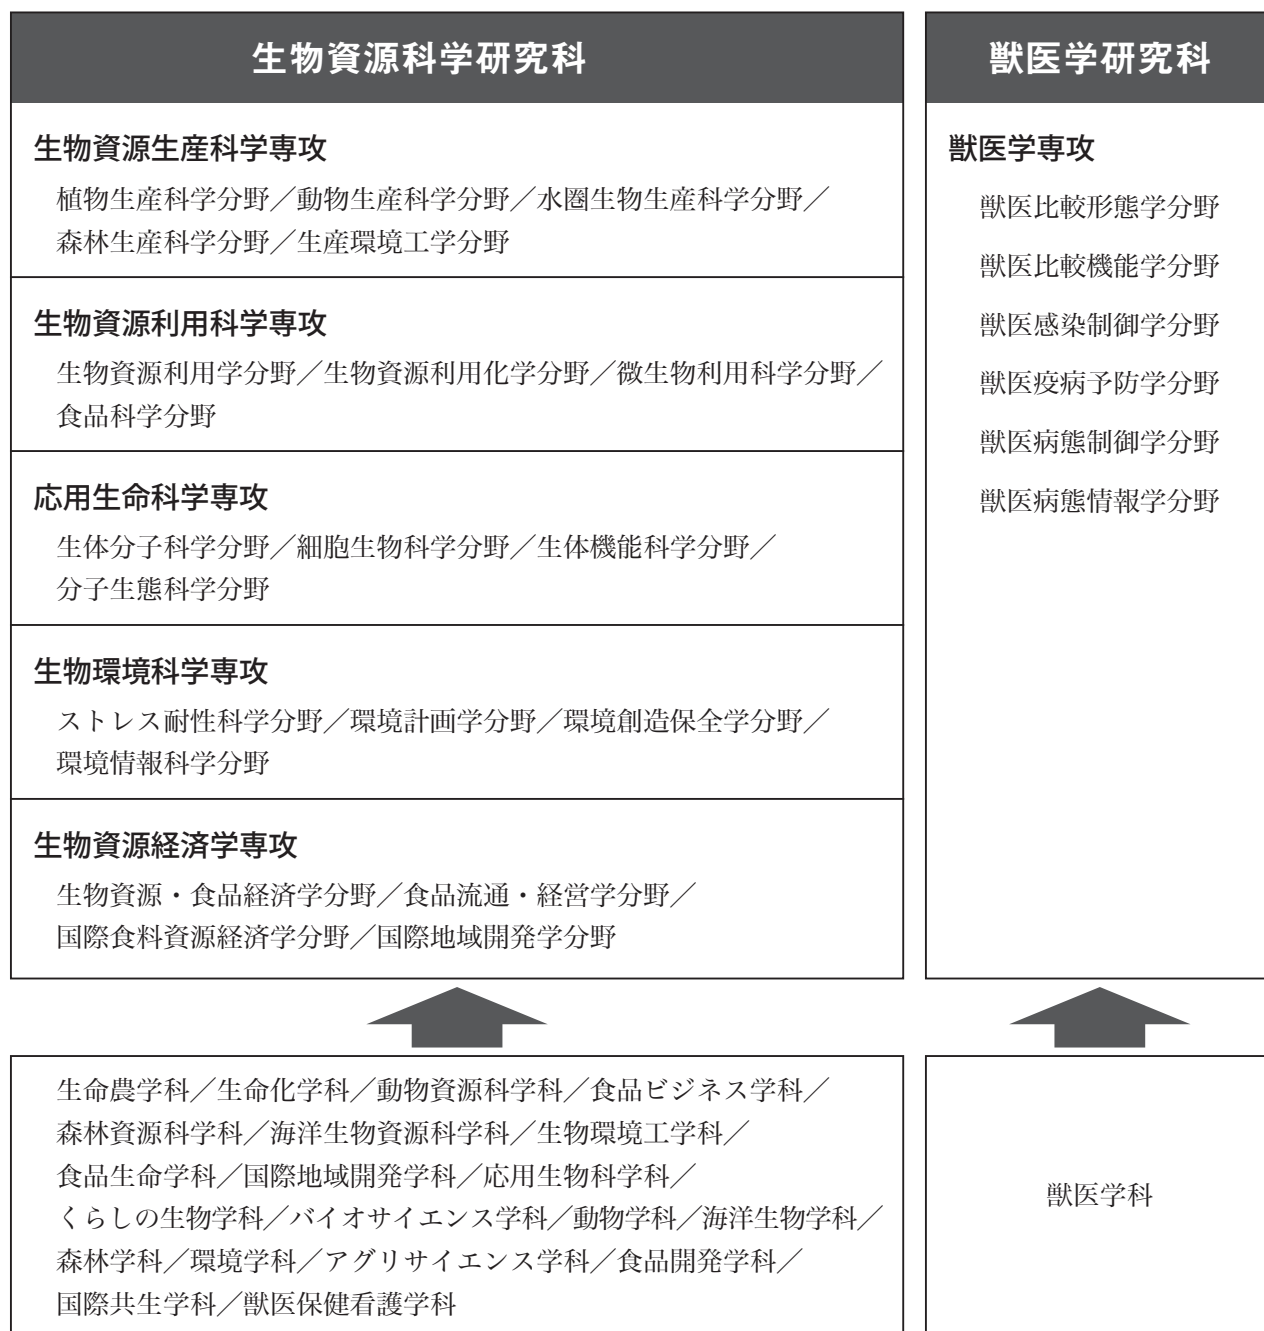 生物資源科学研究科
生物資源生産科学専攻
植物生産科学分野／動物生産科学分野／水圏生物生産科学分野／
森林生産科学分野／生産環境工学分野
生物資源利用科学専攻
生物資源利用学分野／生物資源利用化学分野／微生物利用科学分野／
食品科学分野
応用生命科学専攻
生体分子科学分野／細胞生物科学分野／生体機能科学分野／
分子生態科学分野
生物環境科学専攻
ストレス耐性科学分野／環境計画学分野／環境創造保全学分野／
環境情報科学分野
生物資源経済学専攻
生物資源・食品経済学分野／食品流通・経営学分野／
国際食料資源経済学分野／国際地域開発学分野
獣医学研究科
獣医学専攻
獣医比較形態学分野
獣医比較機能学分野
獣医感染制御学分野
獣医疫病予防学分野
獣医病態制御学分野
獣医病態情報学分野
生命農学科／生命化学科／動物資源科学科／食品ビジネス学科／
森林資源科学科／海洋生物資源科学科／生物環境工学科／
食品生命学科／国際地域開発学科／応用生物科学科／
くらしの生物学科／バイオサイエンス学科／動物学科／海洋生物学科／
森林学科／環境学科／アグリサイエンス学科／食品開発学科／
国際共生学科／獣医保健看護学科
獣医学科